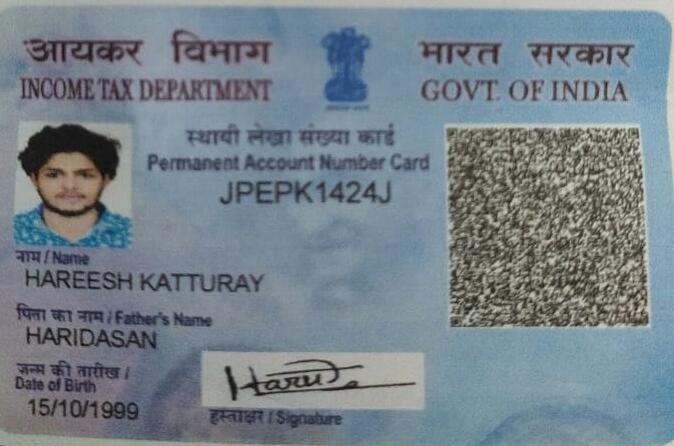 आयकर विभाग
INCOME TAX DEPARTMENT
भारत सरकार
GOVT. OF INDIA
स्थायी लेखा संख्या कार्ड
Permanent Account Number Card
JPEPK1424J
नाम / Name
HAREESH KATTURAY
पिता का नाम / Father's Name
HARIDASAN
जन्म की तारीख /
Date of Birth
15/10/1999
हस्ताक्षर / Signature